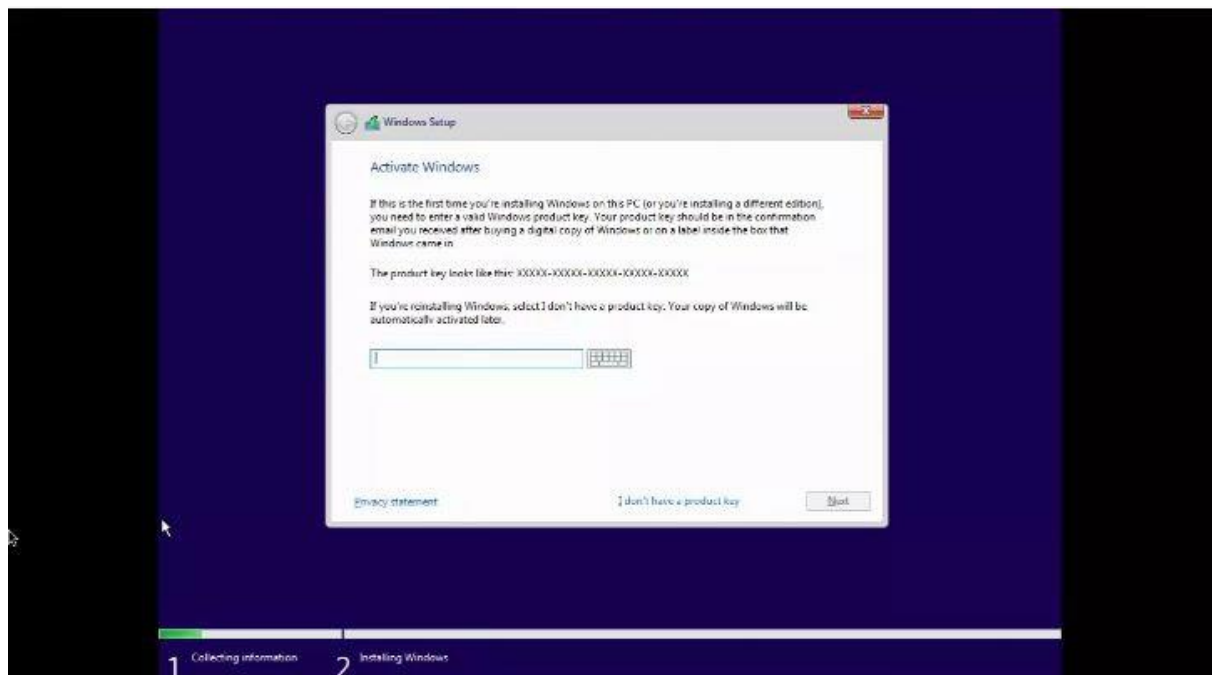 Windows Setup
Activate Windows
If this is the first time you're installing Windows on this PC (or you're installing a different edition),
you need to enter a valid Windows product key. Your product key should be in the confirmation
email you received after buying a digital copy of Windows or on a label inside the box that
Windows came in.
The product key looks like this: XXXXX-XXXXX-XXXXX-XXXXX-XXXXX
If you're reinstalling Windows, select I don't have a product key. Your copy of Windows will be
automatically activated later.
Privacy statement
I don't have a product key
Next
1 Collecting information
2 Installing Windows